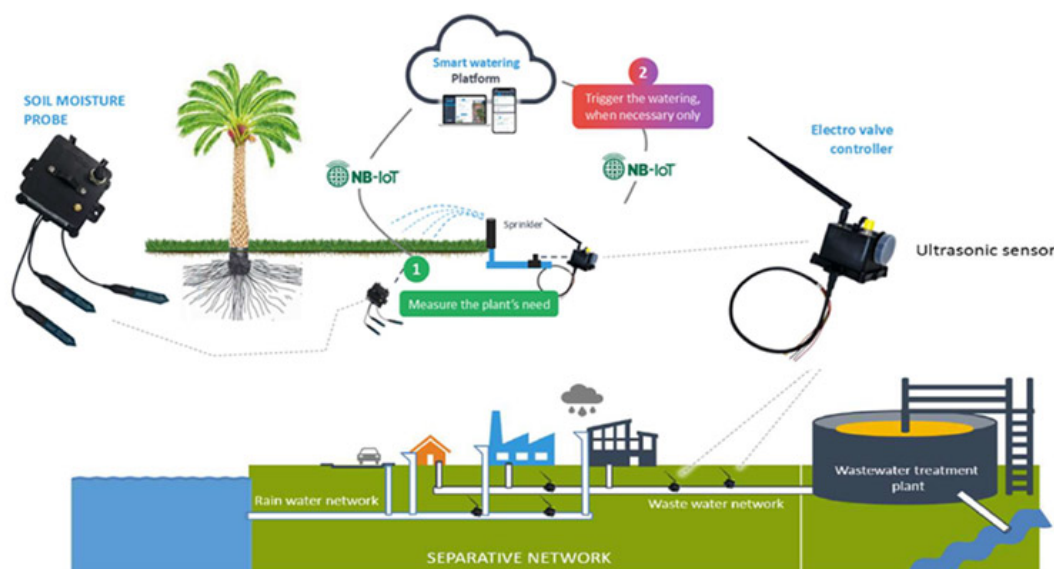 SOIL MOISTURE
PROBE
Smart watering
Platform
2
Trigger the watering,
when necessary only
Electro valve
controller
NB-IoT
NB-IoT
Sprinkler
Ultrasonic sensor
1
Measure the plant's need
Rain water network
Waste water network
Wastewater treatment
plant
SEPARATIVE NETWORK